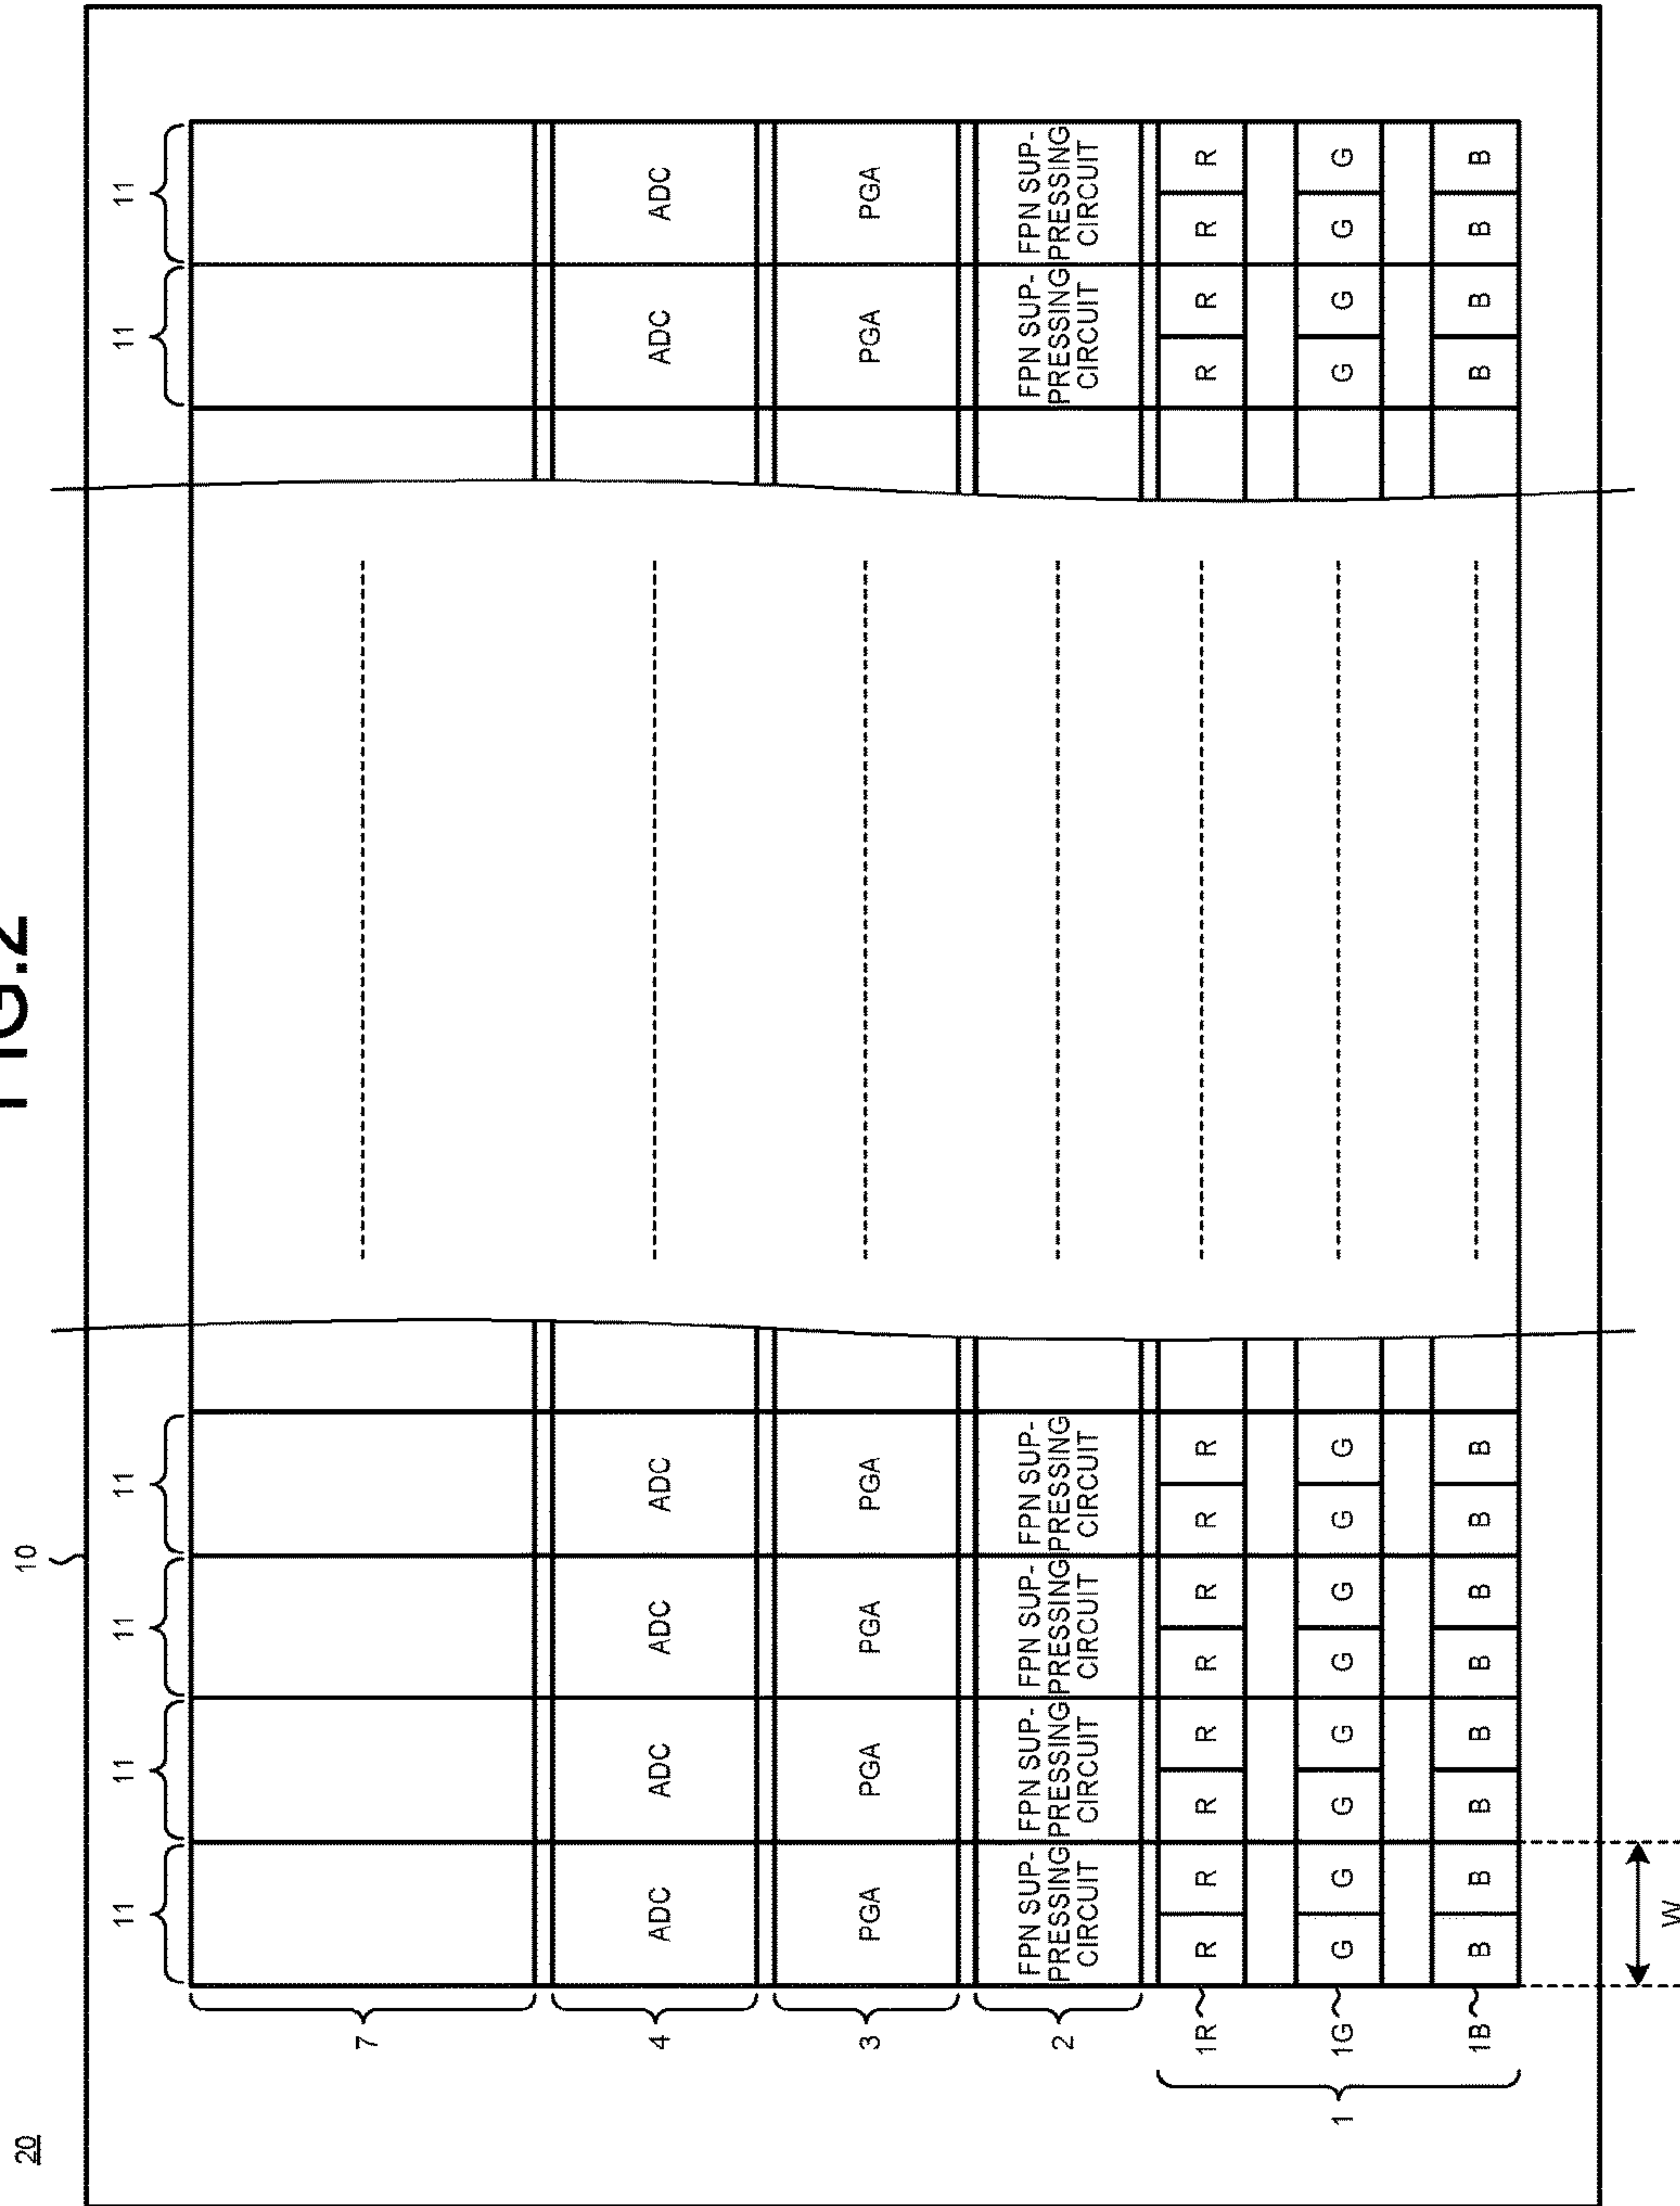 FIG.2
20
10
11 11 11 11 11 11
7
4 ADC ADC ADC ADC ADC ADC
3 PGA PGA PGA PGA PGA PGA
FPN SUP- FPN SUP- FPN SUP- FPN SUP- FPN SUP- FPN SUP-
2 PRESSING PRESSING PRESSING PRESSING PRESSING PRESSING
CIRCUIT CIRCUIT CIRCUIT CIRCUIT CIRCUIT CIRCUIT
1R R R R R R R R R R R R R
1 1G G G G G G G G G G G G G
1B B B B B B B B B B B B B
W